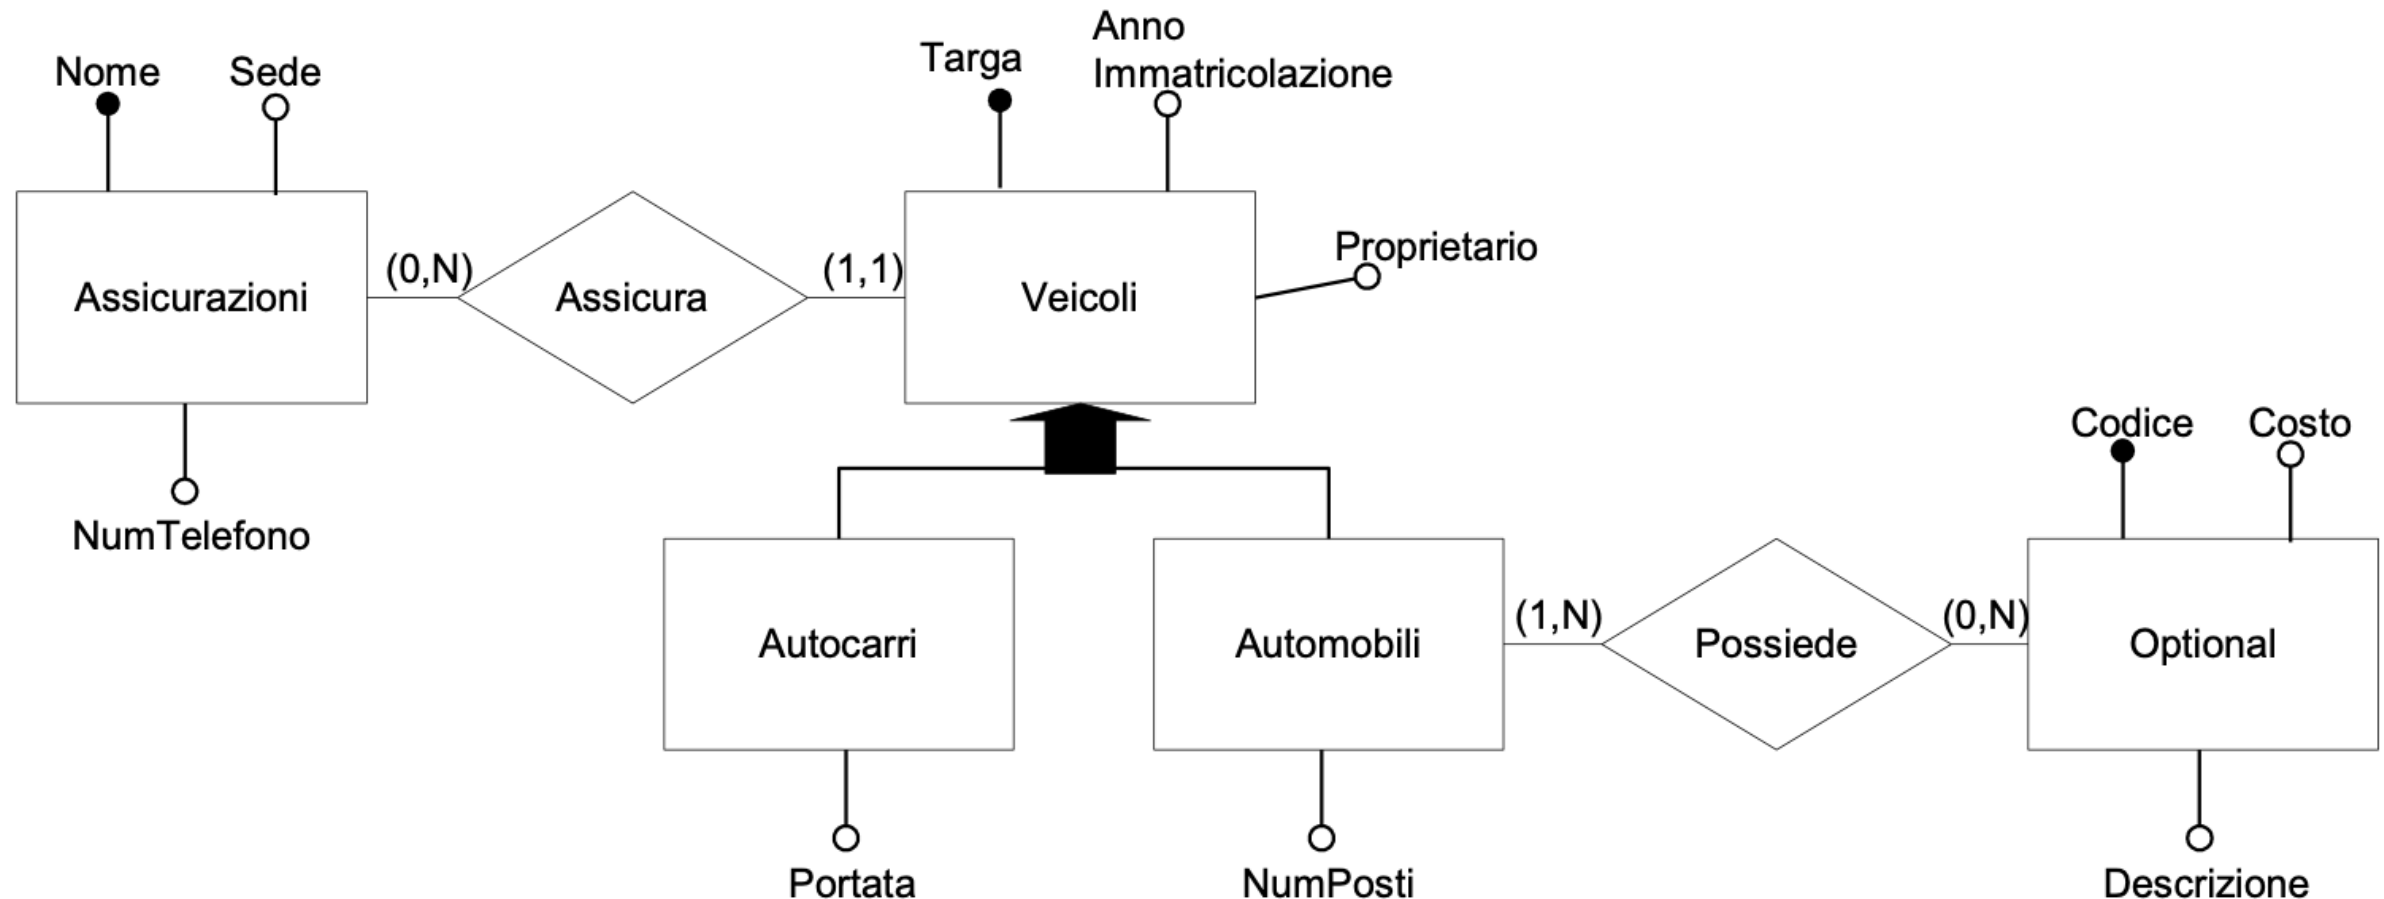 Nome
Sede
Targa
Anno
Immatricolazione
Proprietario
Assicurazioni
(0,N)
Assicura
(1,1)
Veicoli
NumTelefono
Codice
Costo
Autocarri
Automobili
(1,N)
Possiede
(0,N)
Optional
Portata
NumPosti
Descrizione